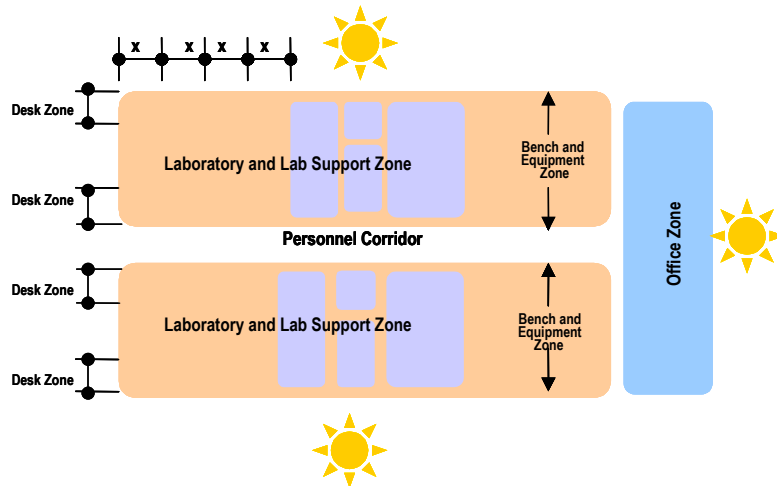 x x x x
Desk Zone
Bench and
Equipment
Zone
Laboratory and Lab Support Zone
Desk Zone
Personnel Corridor
Office Zone
Desk Zone
Laboratory and Lab Support Zone
Bench and
Equipment
Zone
Desk Zone